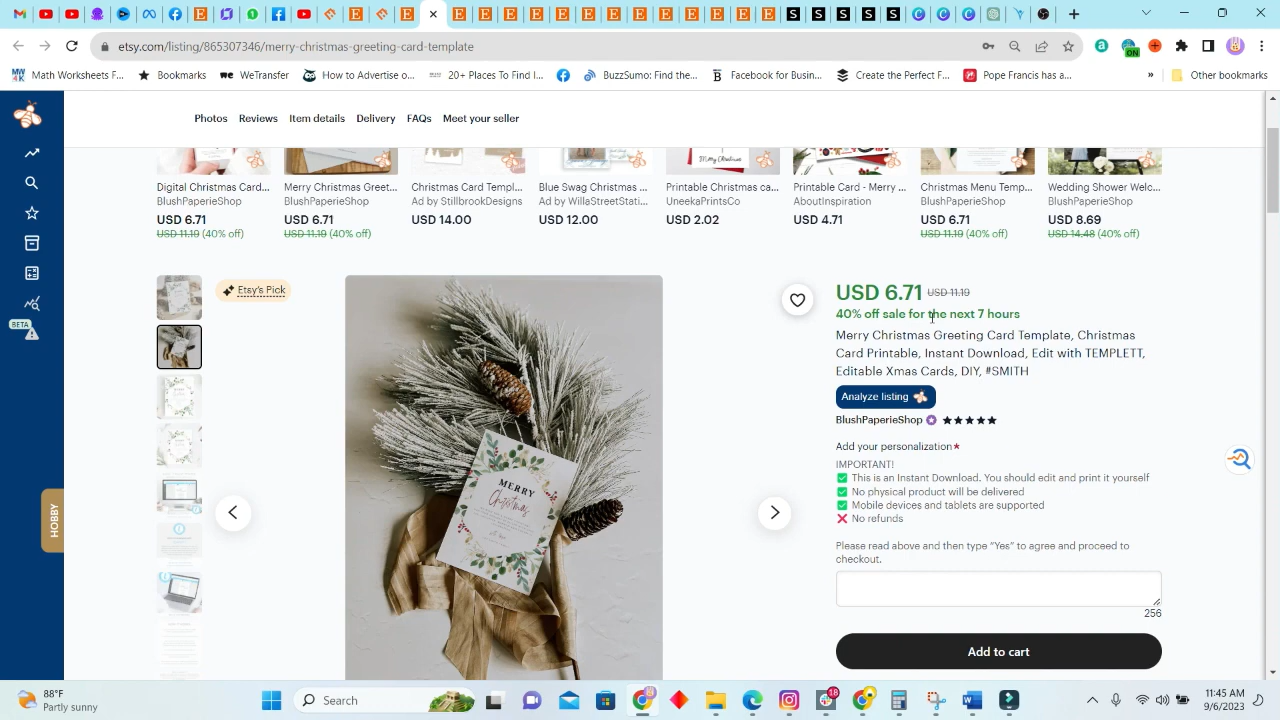 etsy.com/listing/865307346/merry-christmas-greeting-card-template
ON
Math Worksheets F...
Bookmarks
WeTransfer
How to Advertise o...
20+ Places To Find I...
BuzzSumo: Find the...
Facebook for Busin...
Create the Perfect F...
Pope Francis has a...
»
Other bookmarks
Photos
Reviews
Item details
Delivery
FAQs
Meet your seller
Digital Christmas Card...
Merry Christmas Greet...
Christmas Card Templ...
Blue Swag Christmas ...
Printable Christmas ca...
Printable Card - Merry ...
Christmas Menu Temp...
Wedding Shower Welc...
BlushPaperieShop
BlushPaperieShop
Ad by StillbrookDesigns
Ad by WillaStreetStati...
UneekaPrintsCo
AboutInspiration
BlushPaperieShop
BlushPaperieShop
USD 6.71
USD 6.71
USD 14.00
USD 12.00
USD 2.02
USD 4.71
USD 6.71
USD 8.69
USD 11.19 (40% off)
USD 11.19 (40% off)
USD 11.19 (40% off)
USD 14.48 (40% off)
BETA
HOBBY
Etsy's Pick
MERRY
Christmas
USD 6.71 USD 11.19
40% off sale for the next 7 hours
Merry Christmas Greeting Card Template, Christmas
Card Printable, Instant Download, Edit with TEMPLETT,
Editable Xmas Cards, DIY, #SMITH
Analyze listing
BlushPaperieShop
Add your personalization*
IMPORTANT!
✅ This is an Instant Download. You should edit and print it yourself
✅ No physical product will be delivered
✅ Mobile devices and tablets are supported
❌ No refunds
Please read above and then type "Yes" to agree and proceed to
checkout.
256
Add to cart
88°F
Partly sunny
Search
18
11:45 AM
9/6/2023